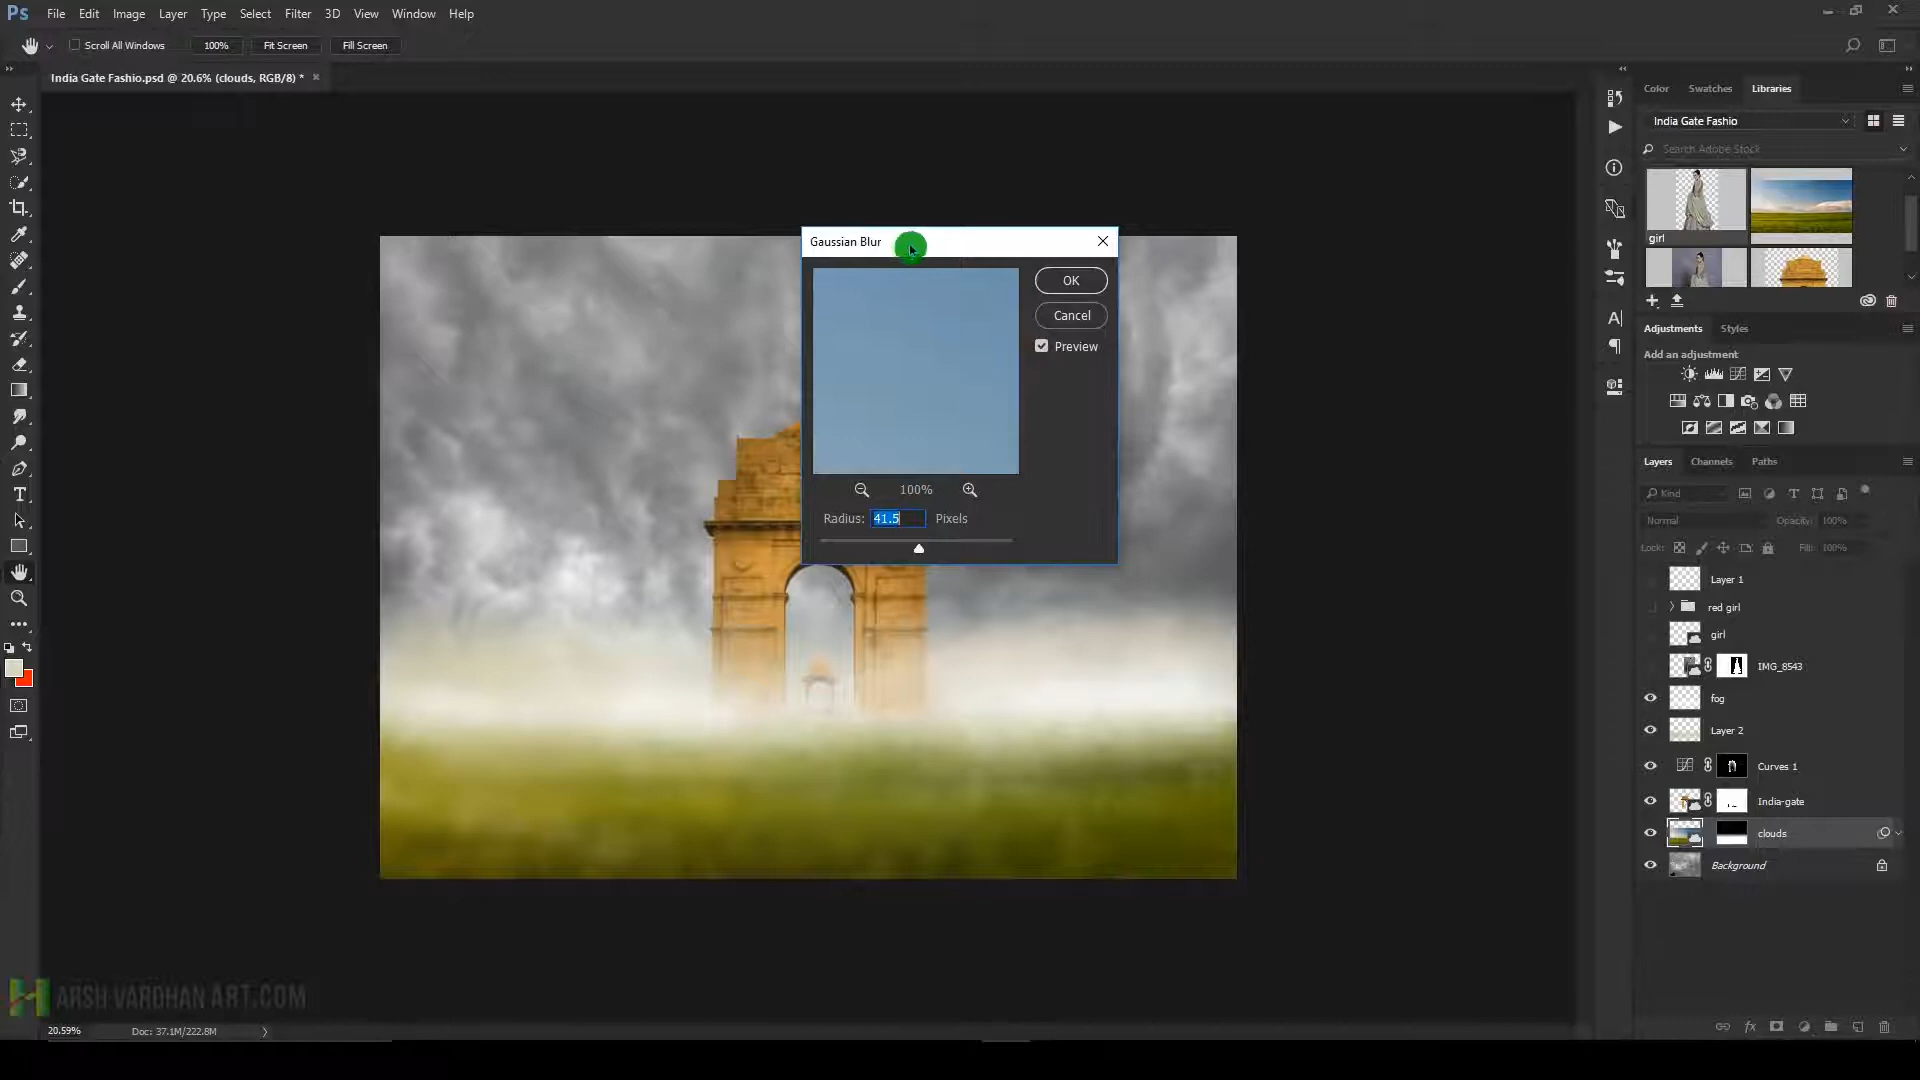 Ps File Edit Image Layer Type Select Filter 3D View Window Help
Scroll All Windows 100% Fit Screen Fill Screen
India Gate Fashio.psd @ 20.6% (clouds, RGB/8) *
Color Swatches Libraries
India Gate Fashio
Search Adobe Stock
girl
Gaussian Blur
OK
Cancel
Preview
100%
Radius: 41.5 Pixels
Adjustments Styles
Add an adjustment
Layers Channels Paths
Kind
Normal Opacity: 100%
Lock: Fill: 100%
Layer 1
red girl
girl
IMG_8543
fog
Layer 2
Curves 1
India-gate
clouds
Background
ARSH VARDHAN ART.COM
20.59% Doc: 37.1M/222.8M